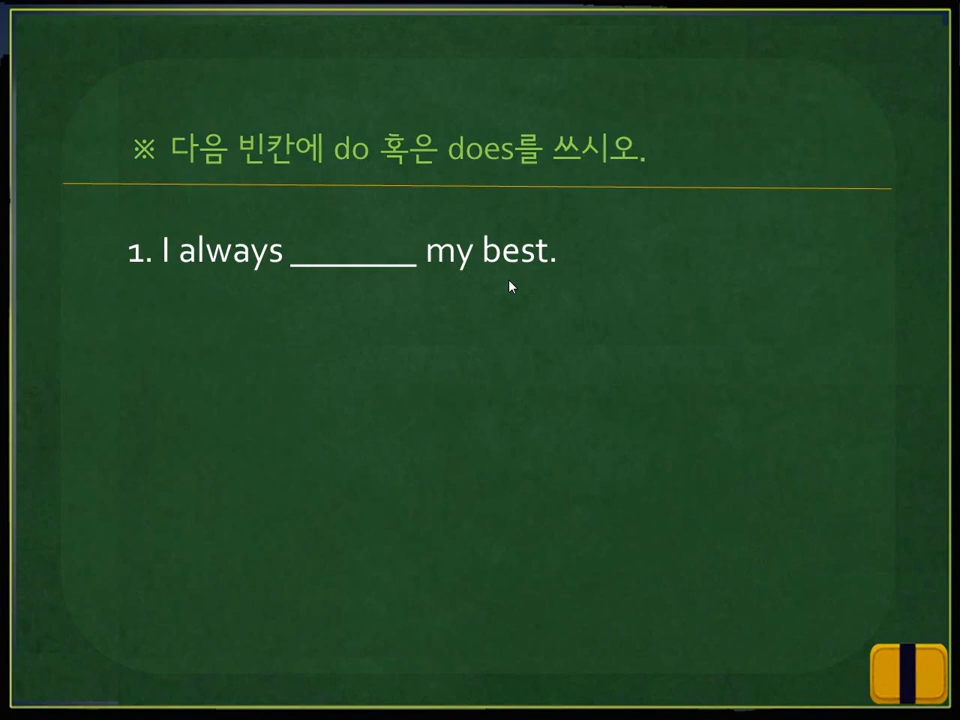 ※ 다음 빈칸에 do 혹은 does를 쓰시오.
1. I always _______ my best.